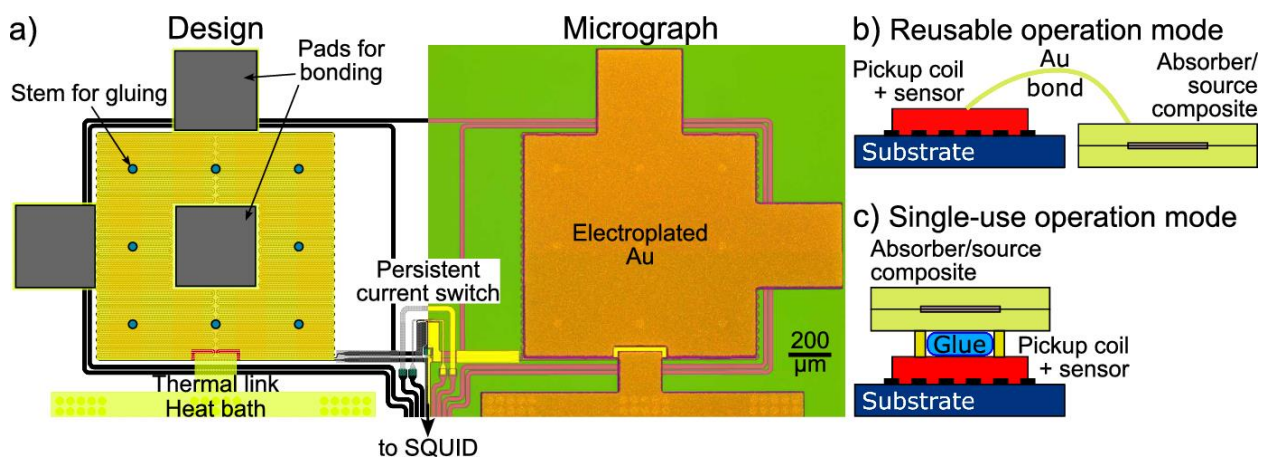 a)
Design
Micrograph
Pads for
bonding
Stem for gluing
Electroplated
Au
Persistent
current switch
200
μm
Thermal link
Heat bath
to SQUID
b) Reusable operation mode
Pickup coil
+ sensor
Au
bond
Absorber/
source
composite
Substrate
c) Single-use operation mode
Absorber/source
composite
Glue
Pickup coil
+ sensor
Substrate